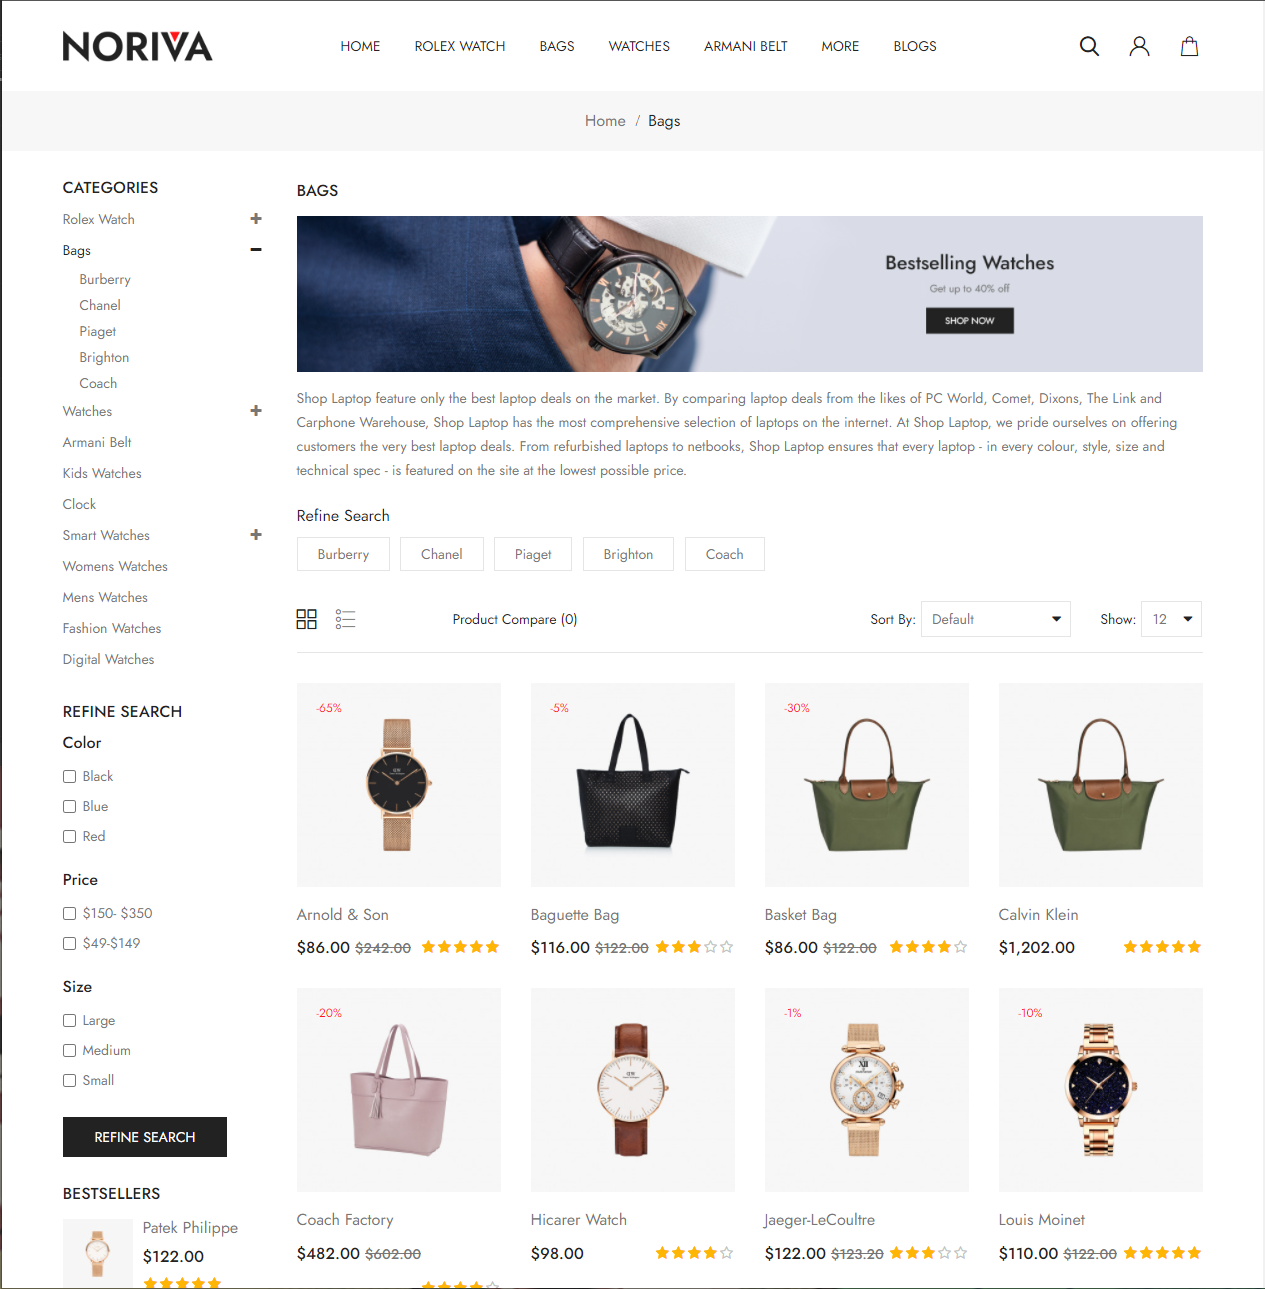 NORIVA
HOME ROLEX WATCH BAGS WATCHES ARMANI BELT MORE BLOGS
Home / Bags
CATEGORIES
Rolex Watch
Bags
Burberry
Chanel
Piaget
Brighton
Coach
Watches
Armani Belt
Kids Watches
Clock
Smart Watches
Womens Watches
Mens Watches
Fashion Watches
Digital Watches
REFINE SEARCH
Color
Black
Blue
Red
Price
$150- $350
$49-$149
Size
Large
Medium
Small
REFINE SEARCH
BESTSELLERS
Patek Philippe
$122.00
BAGS
Bestselling Watches
Get up to 40% off
SHOP NOW
Shop Laptop feature only the best laptop deals on the market. By comparing laptop deals from the likes of PC World, Comet, Dixons, The Link and
Carphone Warehouse, Shop Laptop has the most comprehensive selection of laptops on the internet. At Shop Laptop, we pride ourselves on offering
customers the very best laptop deals. From refurbished laptops to netbooks, Shop Laptop ensures that every laptop - in every colour, style, size and
technical spec - is featured on the site at the lowest possible price.
Refine Search
Burberry Chanel Piaget Brighton Coach
Product Compare (0) Sort By: Default Show: 12
-65% -5% -30%
Arnold & Son Baguette Bag Basket Bag Calvin Klein
$86.00 $242.00 $116.00 $122.00 $86.00 $122.00 $1,202.00
-20% -1% -10%
Coach Factory Hicarer Watch Jaeger-LeCoultre Louis Moinet
$482.00 $602.00 $98.00 $122.00 $123.20 $110.00 $122.00